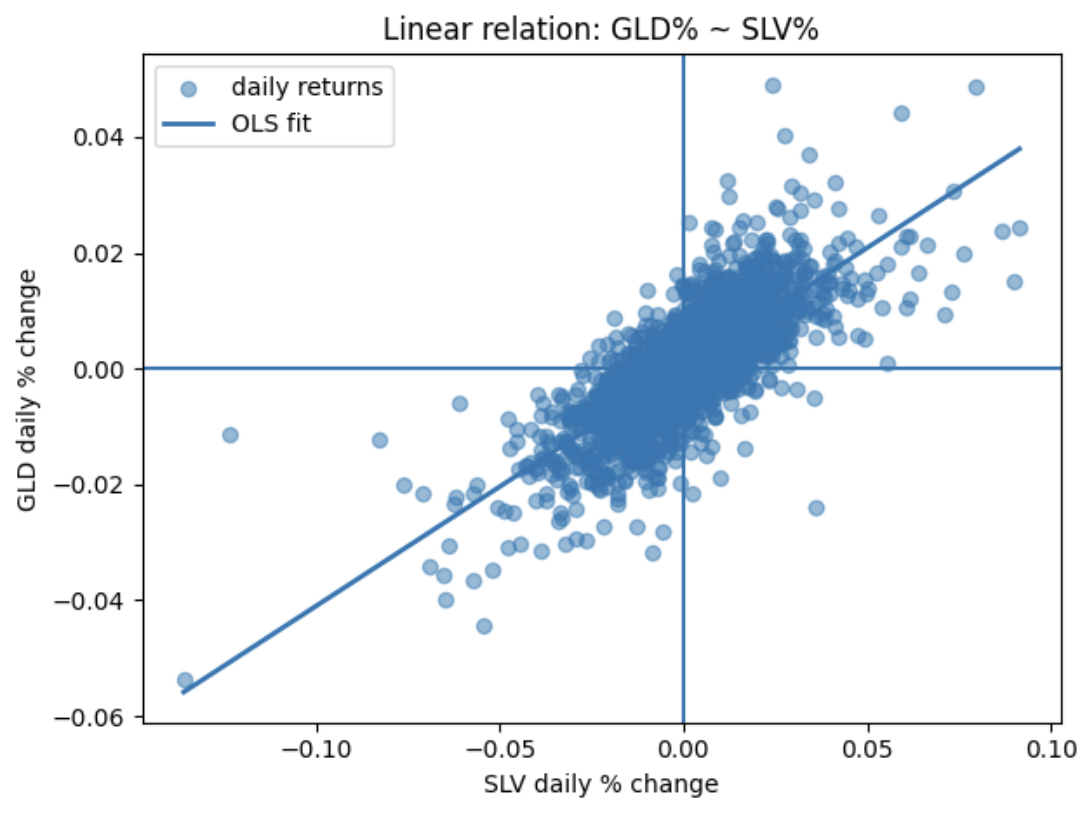 Linear relation: GLD% ~ SLV%
daily returns
OLS fit
GLD daily % change
0.04
0.02
0.00
−0.02
−0.04
−0.06
−0.10
−0.05
0.00
0.05
0.10
SLV daily % change